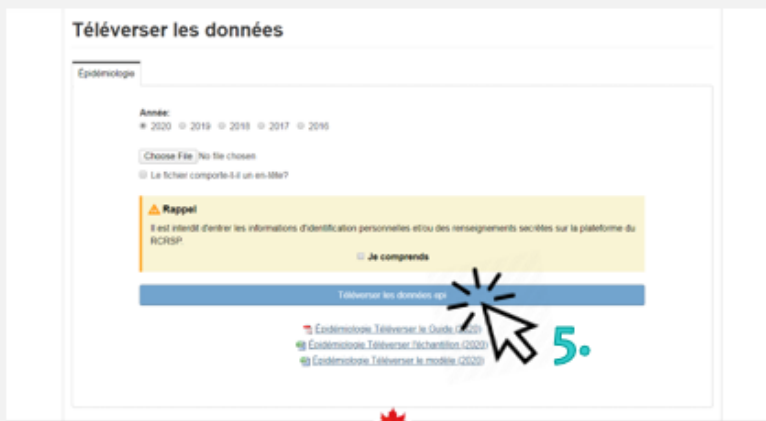 Téléverser les données
Épidémiologie
Année:
2020 2019 2018 2017 2016
Choose File No file chosen
Le fichier comporte-t-il un en-tête?
Rappel
Il est interdit d'entrer les informations d'identification personnelles et/ou des renseignements secrètes sur la plateforme du
RCRSP.
Je comprends
Téléverser les données epi
Épidémiologie Téléverser le Guide (2020)
Épidémiologie Téléverser l'échantillon (2020)
Épidémiologie Téléverser le modèle (2020)
5.